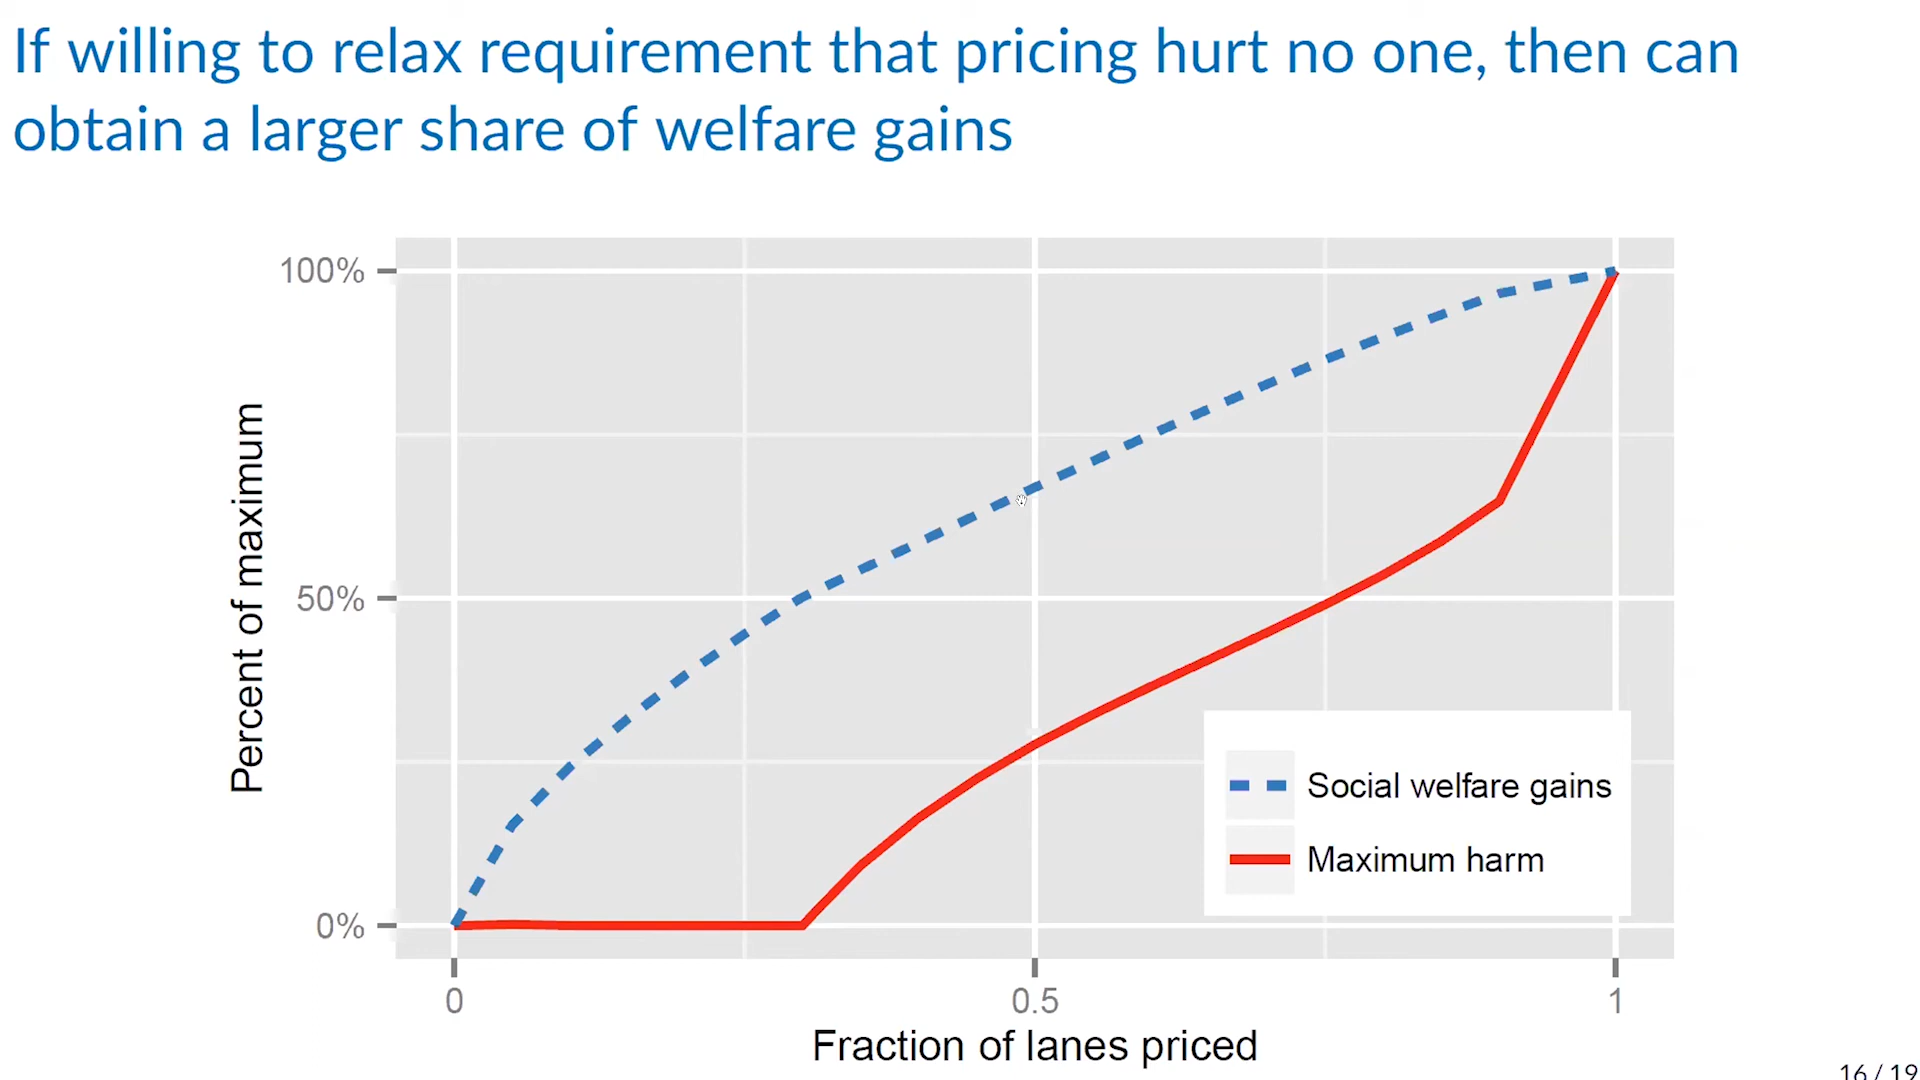 If willing to relax requirement that pricing hurt no one, then can
obtain a larger share of welfare gains
100%
50%
0%
Percent of maximum
Social welfare gains
Maximum harm
0
0.5
1
Fraction of lanes priced
16 / 19